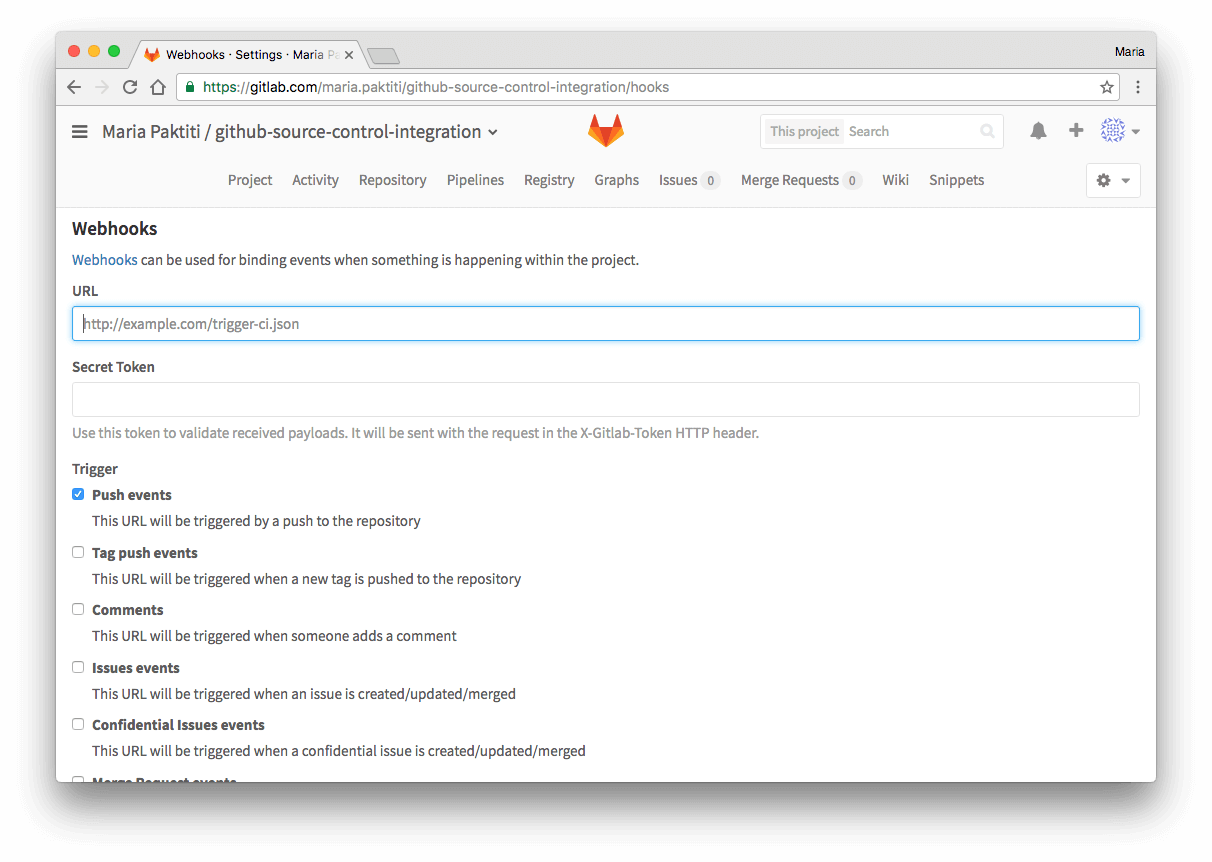 Webhooks · Settings · Maria Pa
Maria
https://gitlab.com/maria.paktiti/github-source-control-integration/hooks
Maria Paktiti / github-source-control-integration
This project Search
Project Activity Repository Pipelines Registry Graphs Issues 0 Merge Requests 0 Wiki Snippets
Webhooks
Webhooks can be used for binding events when something is happening within the project.
URL
http://example.com/trigger-ci.json
Secret Token
Use this token to validate received payloads. It will be sent with the request in the X-Gitlab-Token HTTP header.
Trigger
Push events
This URL will be triggered by a push to the repository
Tag push events
This URL will be triggered when a new tag is pushed to the repository
Comments
This URL will be triggered when someone adds a comment
Issues events
This URL will be triggered when an issue is created/updated/merged
Confidential Issues events
This URL will be triggered when a confidential issue is created/updated/merged
Merge Request events